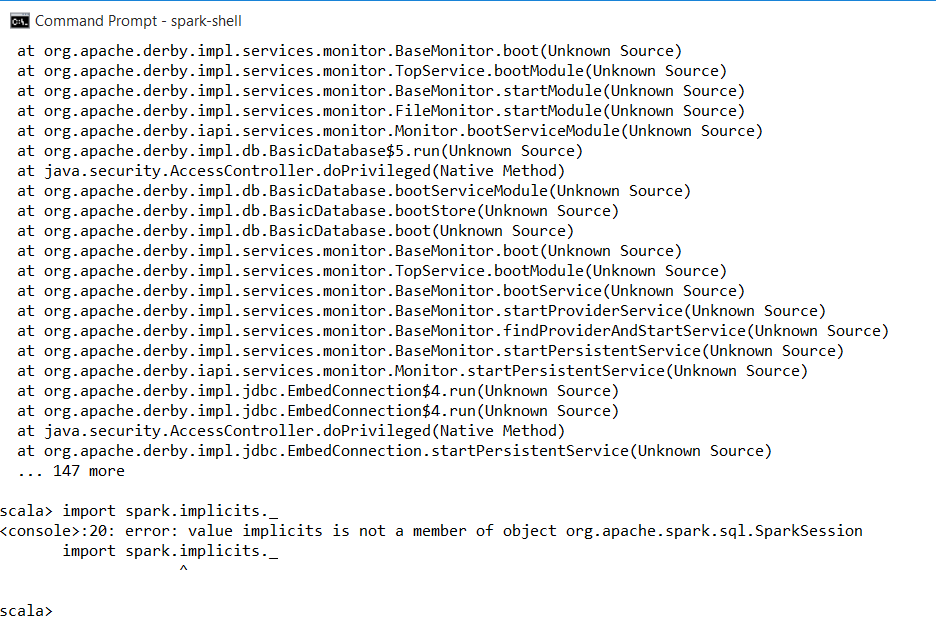 Command Prompt - spark-shell
at org.apache.derby.impl.services.monitor.BaseMonitor.boot(Unknown Source)
at org.apache.derby.impl.services.monitor.TopService.bootModule(Unknown Source)
at org.apache.derby.impl.services.monitor.BaseMonitor.startModule(Unknown Source)
at org.apache.derby.impl.services.monitor.FileMonitor.startModule(Unknown Source)
at org.apache.derby.iapi.services.monitor.Monitor.bootServiceModule(Unknown Source)
at org.apache.derby.impl.db.BasicDatabase$5.run(Unknown Source)
at java.security.AccessController.doPrivileged(Native Method)
at org.apache.derby.impl.db.BasicDatabase.bootServiceModule(Unknown Source)
at org.apache.derby.impl.db.BasicDatabase.bootStore(Unknown Source)
at org.apache.derby.impl.db.BasicDatabase.boot(Unknown Source)
at org.apache.derby.impl.services.monitor.BaseMonitor.boot(Unknown Source)
at org.apache.derby.impl.services.monitor.TopService.bootModule(Unknown Source)
at org.apache.derby.impl.services.monitor.BaseMonitor.bootService(Unknown Source)
at org.apache.derby.impl.services.monitor.BaseMonitor.startProviderService(Unknown Source)
at org.apache.derby.impl.services.monitor.BaseMonitor.findProviderAndStartService(Unknown Source)
at org.apache.derby.impl.services.monitor.BaseMonitor.startPersistentService(Unknown Source)
at org.apache.derby.iapi.services.monitor.Monitor.startPersistentService(Unknown Source)
at org.apache.derby.impl.jdbc.EmbedConnection$4.run(Unknown Source)
at org.apache.derby.impl.jdbc.EmbedConnection$4.run(Unknown Source)
at java.security.AccessController.doPrivileged(Native Method)
at org.apache.derby.impl.jdbc.EmbedConnection.startPersistentService(Unknown Source)
... 147 more
scala> import spark.implicits._
<console>:20: error: value implicits is not a member of object org.apache.spark.sql.SparkSession
import spark.implicits._
^
scala>